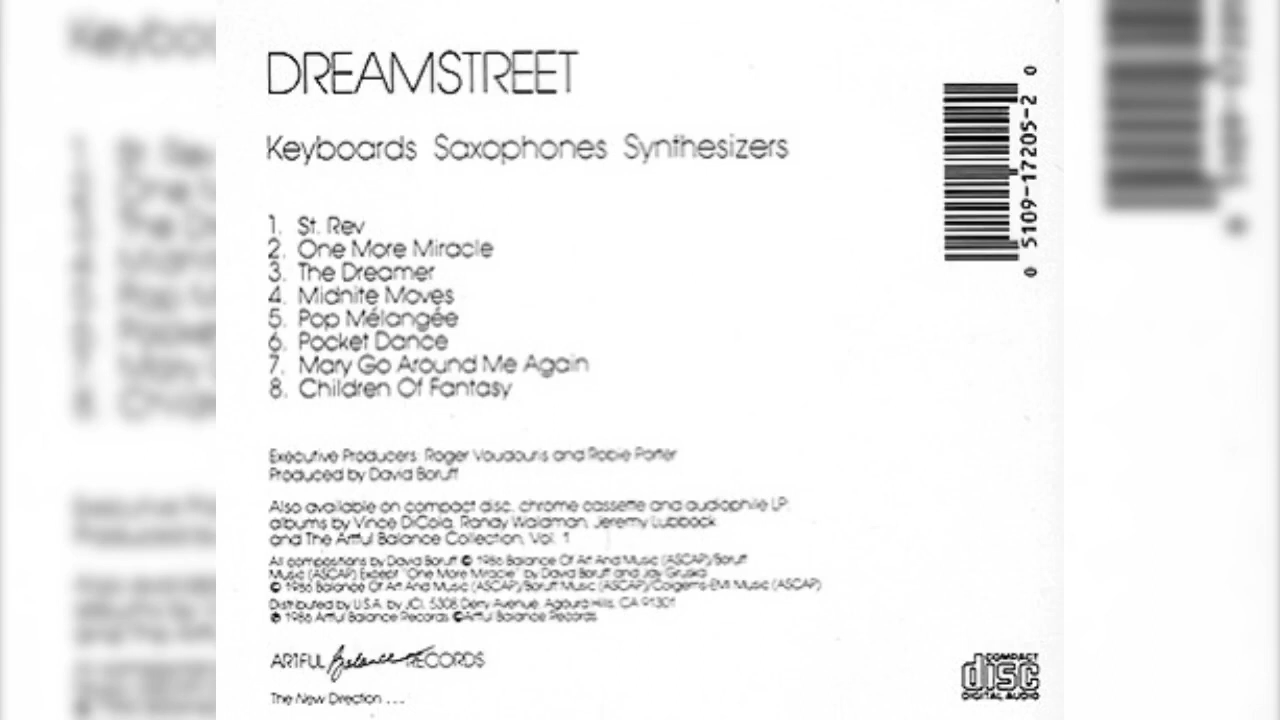 DREAMSTREET
Keyboards Saxophones Synthesizers
1. St. Rev
2. One More Miracle
3. The Dreamer
4. Midnite Moves
5. Pop Mélangée
6. Pocket Dance
7. Mary Go Around Me Again
8. Children Of Fantasy
Executive Producers: Roger Voudouris and Robie Porter
Produced by David Boruff
Also available on compact disc, chrome cassette and audiophile LP:
albums by Vince DiCola, Randy Waldman, Jeremy Lubbock
and The Artful Balance Collection, Vol. 1
All compositions by David Boruff © 1986 Balance Of Art And Music (ASCAP)/Boruff
Music (ASCAP) Except "One More Miracle" by David Boruff and Jay Gruska
© 1986 Balance Of Art And Music (ASCAP)/Boruff Music (ASCAP)/Colgems-EMI Music (ASCAP)
Distributed by U.S.A. by JCI, 5308 Derry Avenue, Agoura Hills, CA 91301
℗ 1986 Artful Balance Records ©Artful Balance Records
ARTFUL Balance RECORDS
The New Direction ...
0 5109-17205-2 0
COMPACT
disc
DIGITAL AUDIO